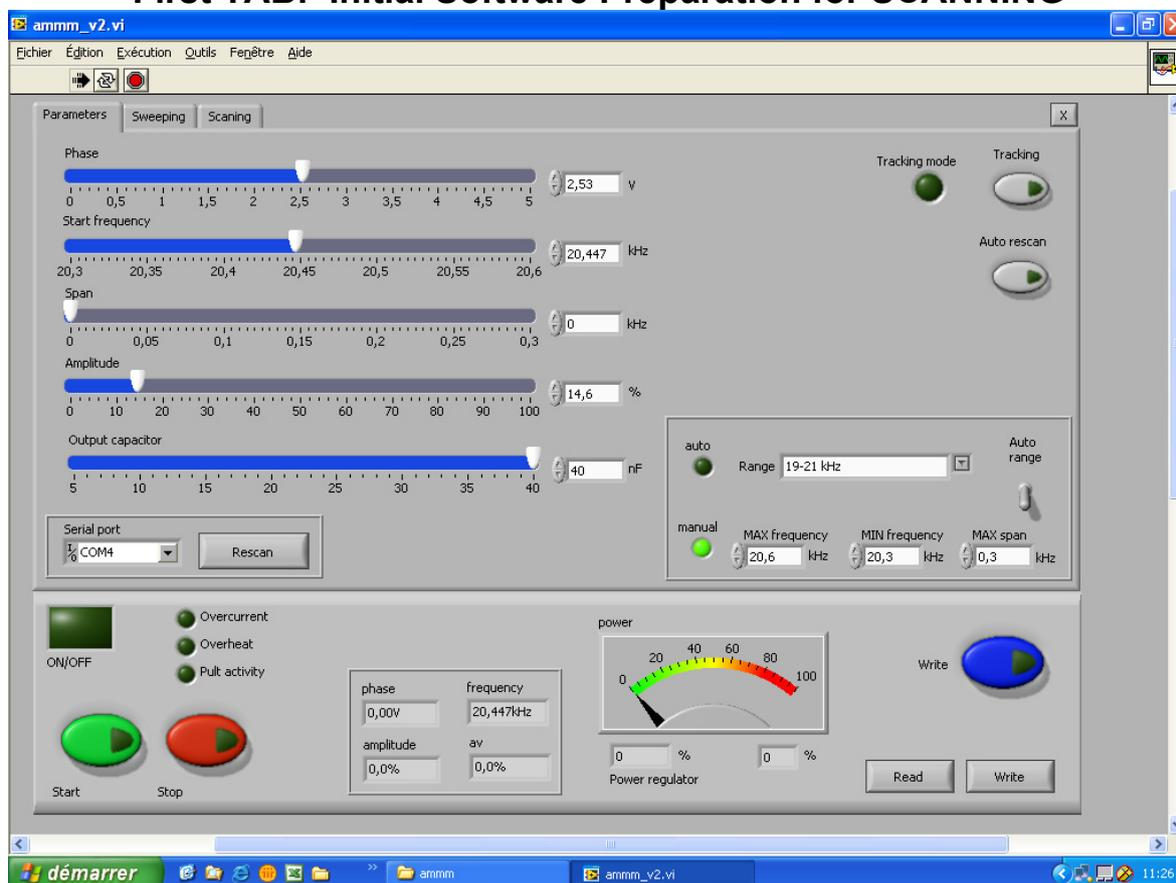 First TAB: Initial Software Preparation for SCANNING
ammm_v2.vi
Fichier Édition Exécution Outils Fenêtre Aide
Parameters Sweeping Scaning X
Phase
2,53 V
0 0,5 1 1,5 2 2,5 3 3,5 4 4,5 5
Start frequency
20,447 kHz
20,3 20,35 20,4 20,45 20,5 20,55 20,6
Span
0 kHz
0 0,05 0,1 0,15 0,2 0,25 0,3
Amplitude
14,6 %
0 10 20 30 40 50 60 70 80 90 100
Output capacitor
40 nF
5 10 15 20 25 30 35 40
Serial port
COM4
Rescan
Tracking mode Tracking
Auto rescan
auto
Range 19-21 kHz
Auto
range
manual
MAX frequency MIN frequency MAX span
20,6 kHz 20,3 kHz 0,3 kHz
ON/OFF
Overcurrent
Overheat
Pult activity
Start Stop
phase frequency
0,00V 20,447kHz
amplitude av
0,0% 0,0%
power
0 20 40 60 80 100
0 % 0 %
Power regulator
Write
Read Write
démarrer ammm ammm_v2.vi 11:26